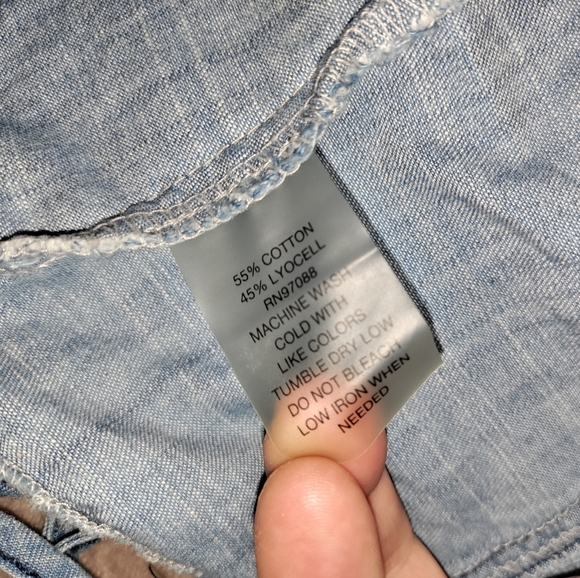 55% COTTON
45% LYOCELL
RN97088
MACHINE WASH
COLD WITH
LIKE COLORS
TUMBLE DRY LOW
DO NOT BLEACH
LOW IRON WHEN
NEEDED